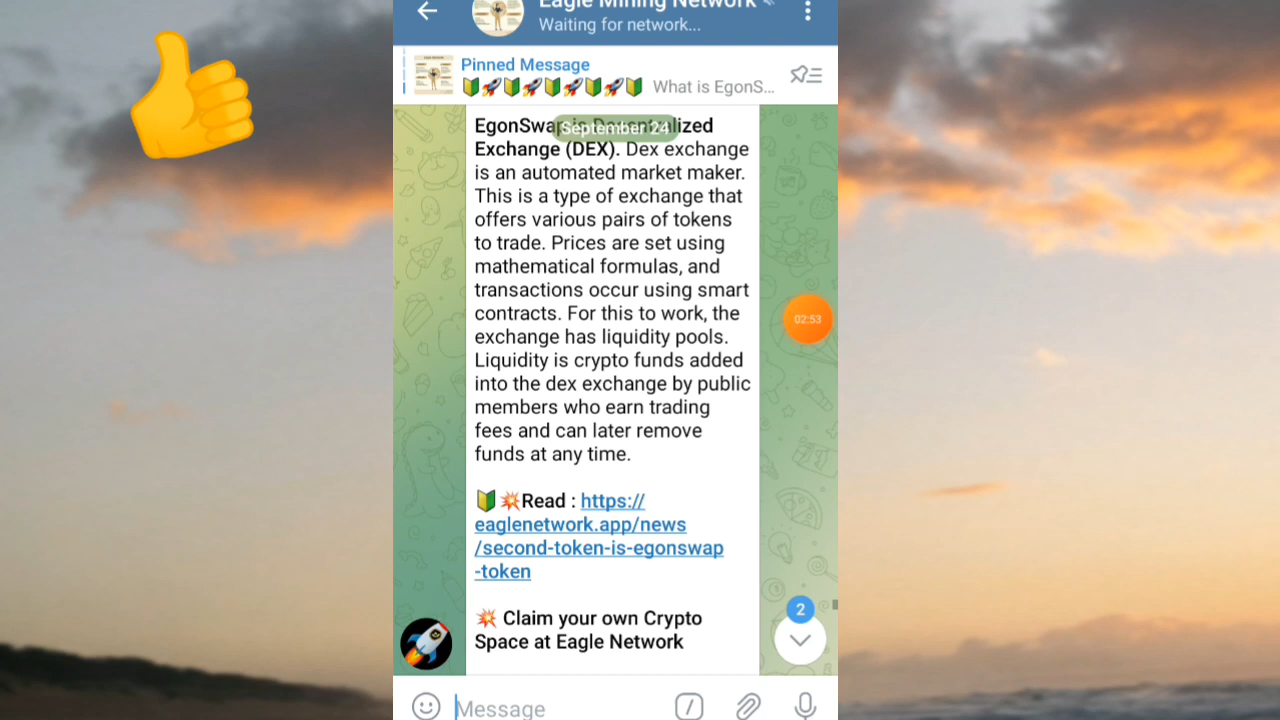 Eagle Mining Network
Waiting for network...
Pinned Message
What is EgonS...
September 24
EgonSwap is Decentralized
Exchange (DEX). Dex exchange
is an automated market maker.
This is a type of exchange that
offers various pairs of tokens
to trade. Prices are set using
mathematical formulas, and
transactions occur using smart
contracts. For this to work, the
exchange has liquidity pools.
Liquidity is crypto funds added
into the dex exchange by public
members who earn trading
fees and can later remove
funds at any time.
02:53
Read : https://
eaglenetwork.app/news
/second-token-is-egonswap
-token
Claim your own Crypto
Space at Eagle Network
2
Message